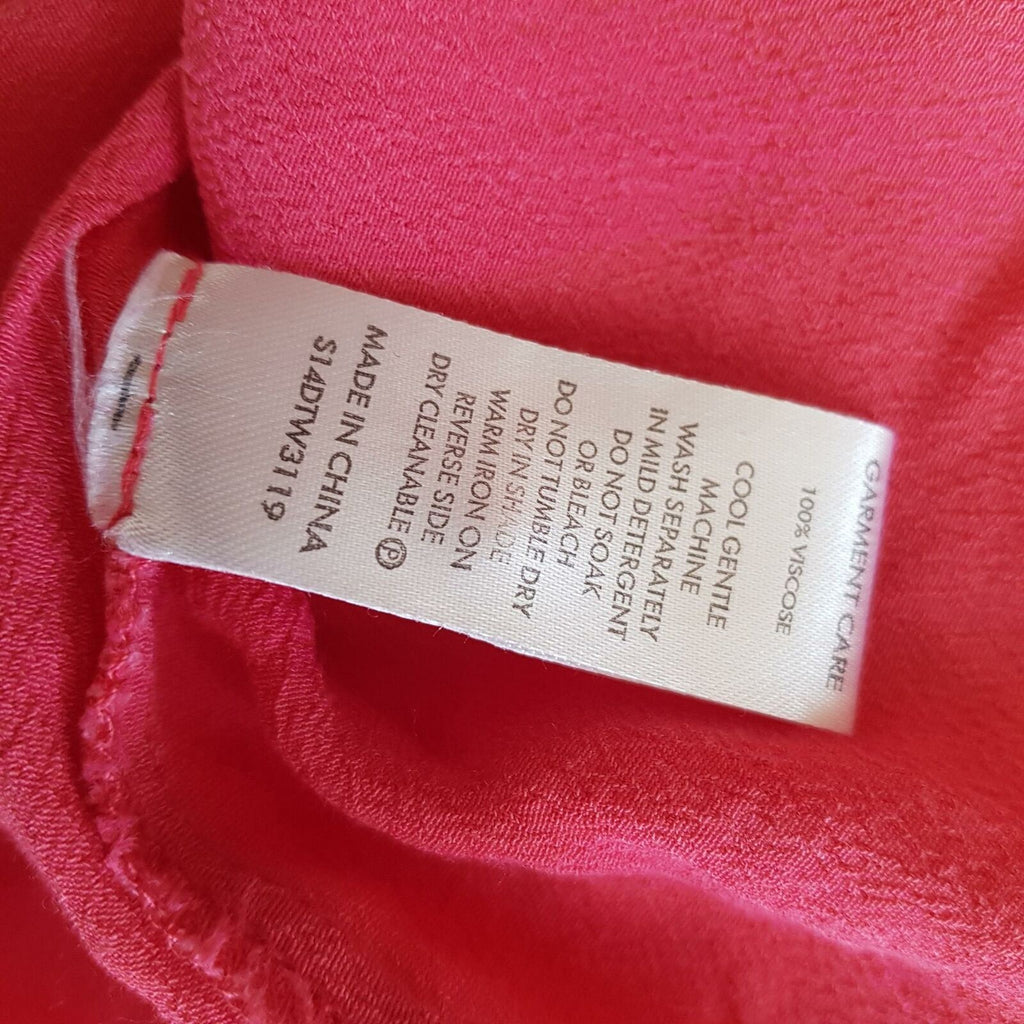 GARMENT CARE
100% VISCOSE
COOL GENTLE
MACHINE
WASH SEPARATELY
IN MILD DETERGENT
DO NOT SOAK
OR BLEACH
DO NOT TUMBLE DRY
DRY IN SHADE
WARM IRON ON
REVERSE SIDE
DRY CLEANABLE Ⓟ
MADE IN CHINA
S14DTW3119